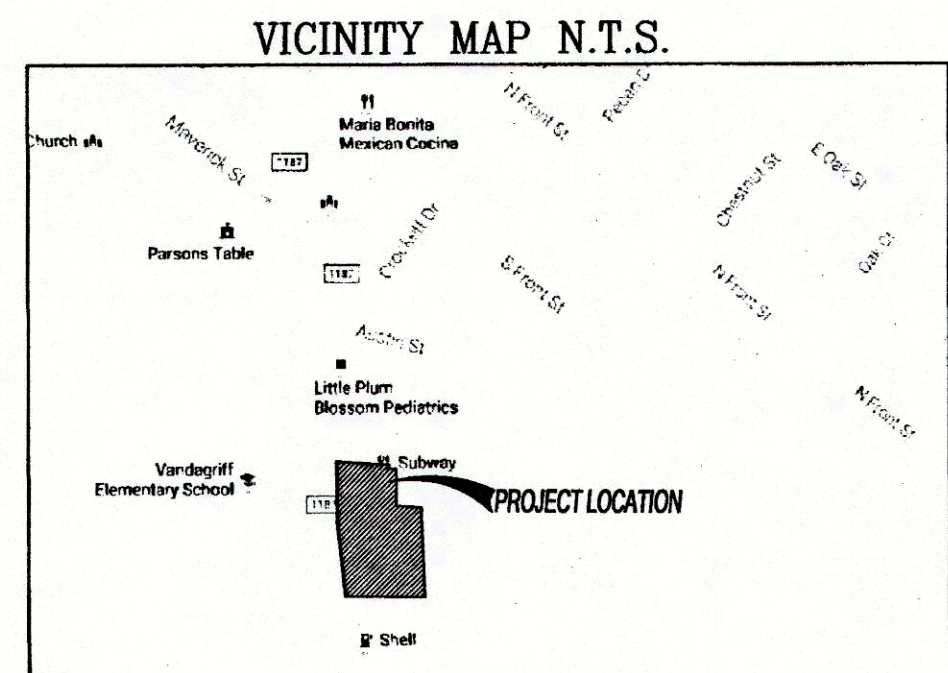 VICINITY MAP N.T.S.
N Front St
Pecan D
Maria Bonita
Mexican Cocina
Church
Maverick St
1187
E Oak St
Chestnut St
Parsons Table
Crockett Dr
Oak Ct
1187
S Front St
N Front St
Austin St
Little Plum
Blossom Pediatrics
N Front St
Subway
Vandagriff
Elementary School
118
PROJECT LOCATION
Shell